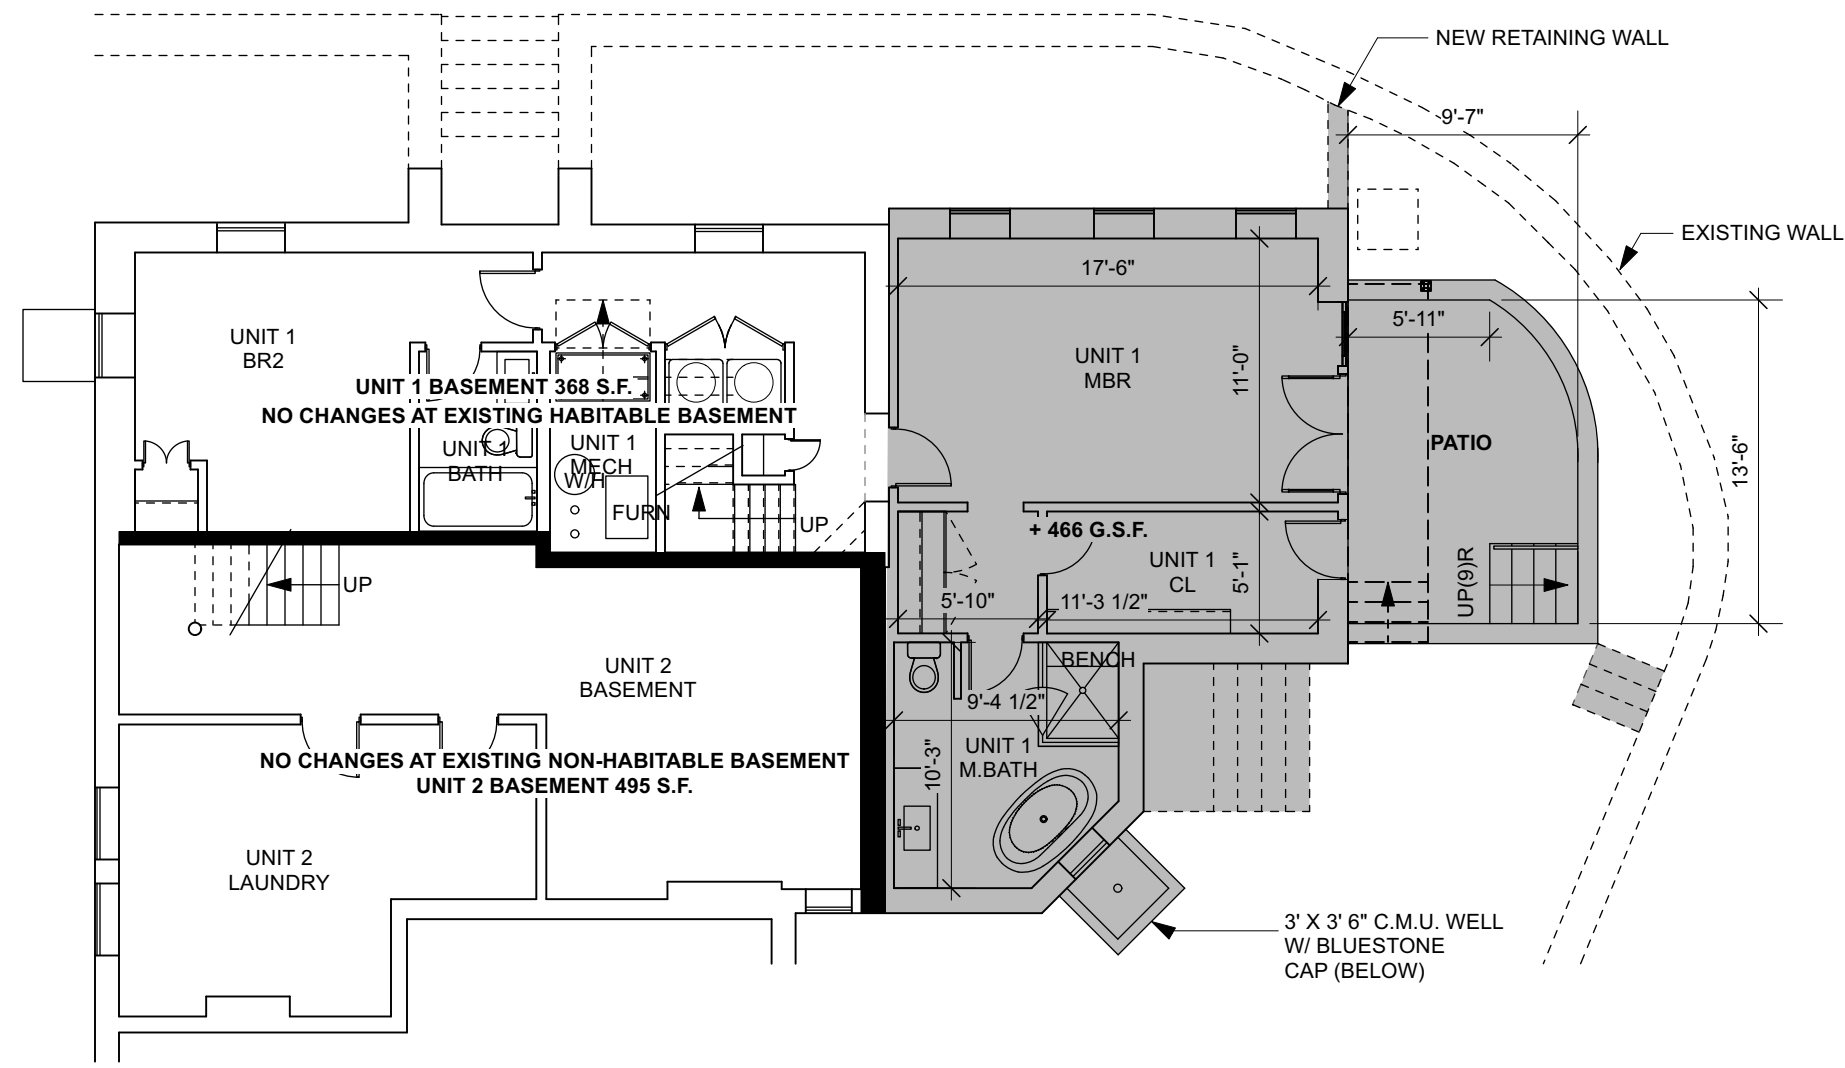 NEW RETAINING WALL
9'-7"
EXISTING WALL
17'-6"
5'-11"
UNIT 1
BR2
UNIT 1
MBR
11'-0"
UNIT 1 BASEMENT 368 S.F.
NO CHANGES AT EXISTING HABITABLE BASEMENT
UNIT 1
BATH
UNIT 1
MECH
W/H
FURN
UP
PATIO
13'-6"
+ 466 G.S.F.
UNIT 1
CL
5'-1"
UP(9)R
UP
5'-10"
11'-3 1/2"
BENCH
UNIT 2
BASEMENT
9'-4 1/2"
UNIT 1
M.BATH
10'-3"
NO CHANGES AT EXISTING NON-HABITABLE BASEMENT
UNIT 2 BASEMENT 495 S.F.
UNIT 2
LAUNDRY
3' X 3' 6" C.M.U. WELL
W/ BLUESTONE
CAP (BELOW)